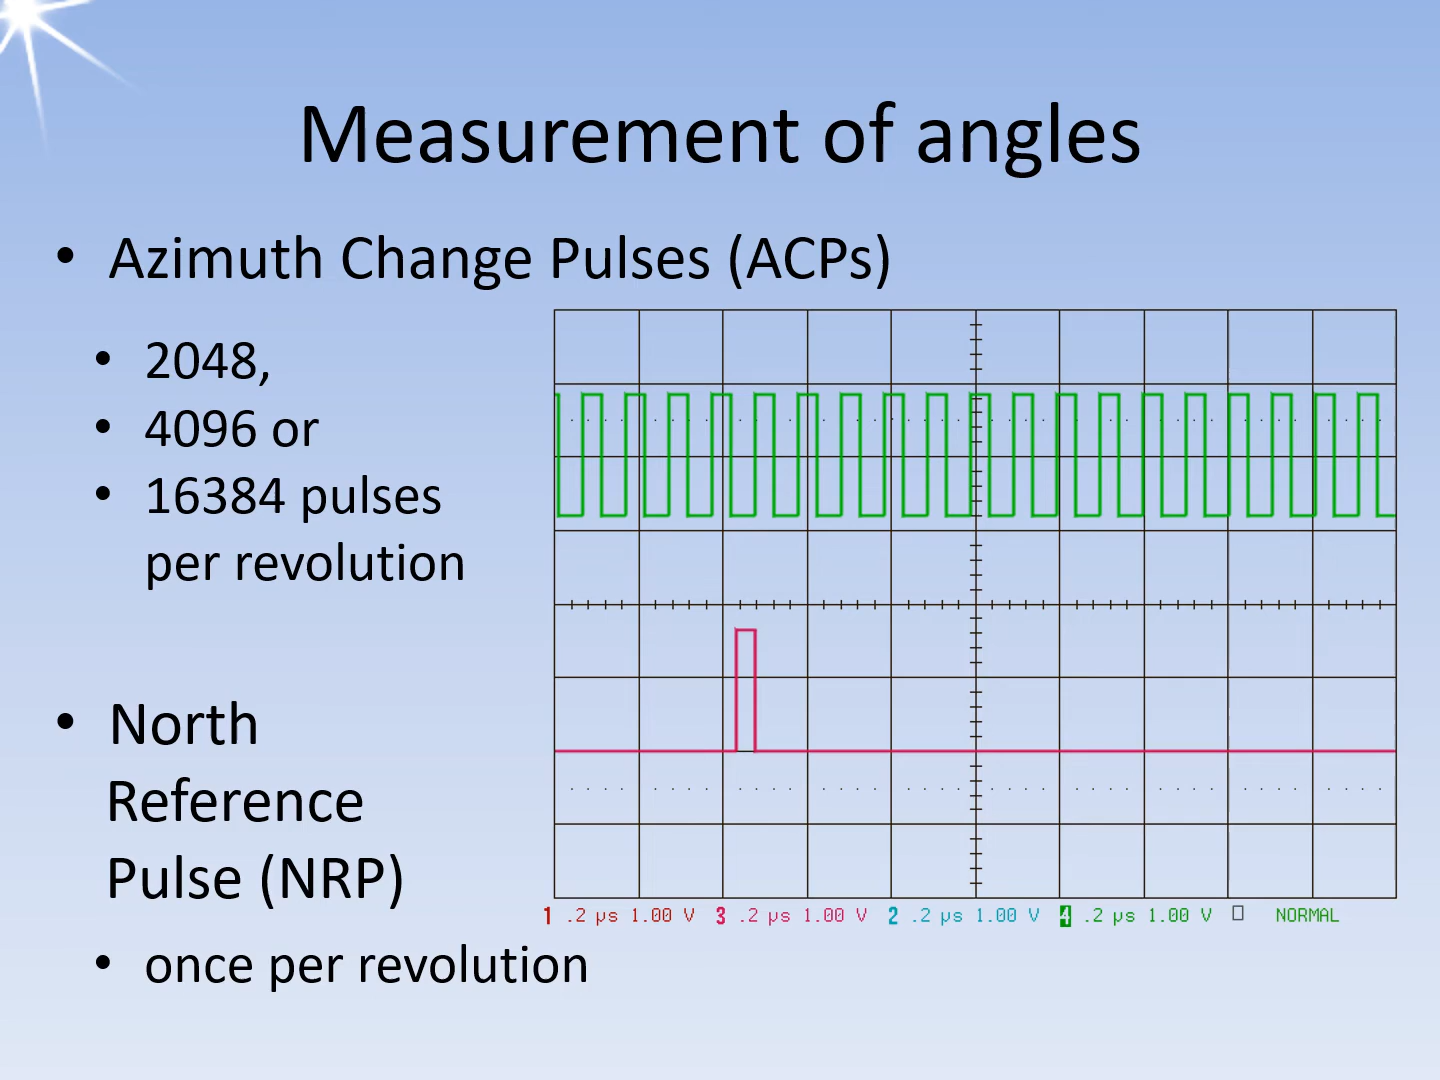 Measurement of angles
• Azimuth Change Pulses (ACPs)
• 2048,
• 4096 or
• 16384 pulses
per revolution
• North
Reference
Pulse (NRP)
• once per revolution
1 .2 µs 1.00 V 3 .2 µs 1.00 V 2 .2 µs 1.00 V 4 .2 µs 1.00 V □ NORMAL